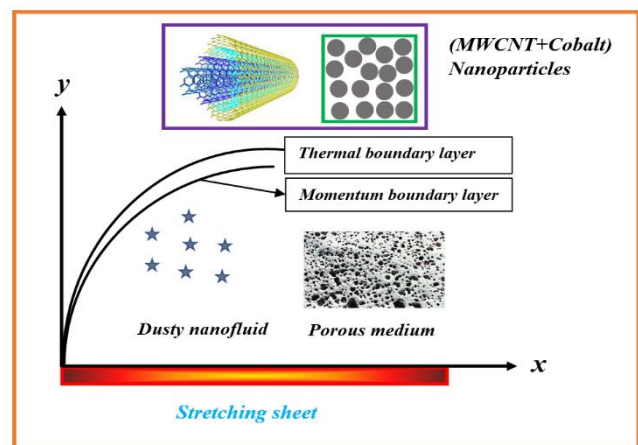 (MWCNT+Cobalt)
Nanoparticles
y
Thermal boundary layer
Momentum boundary layer
Dusty nanofluid
Porous medium
x
Stretching sheet